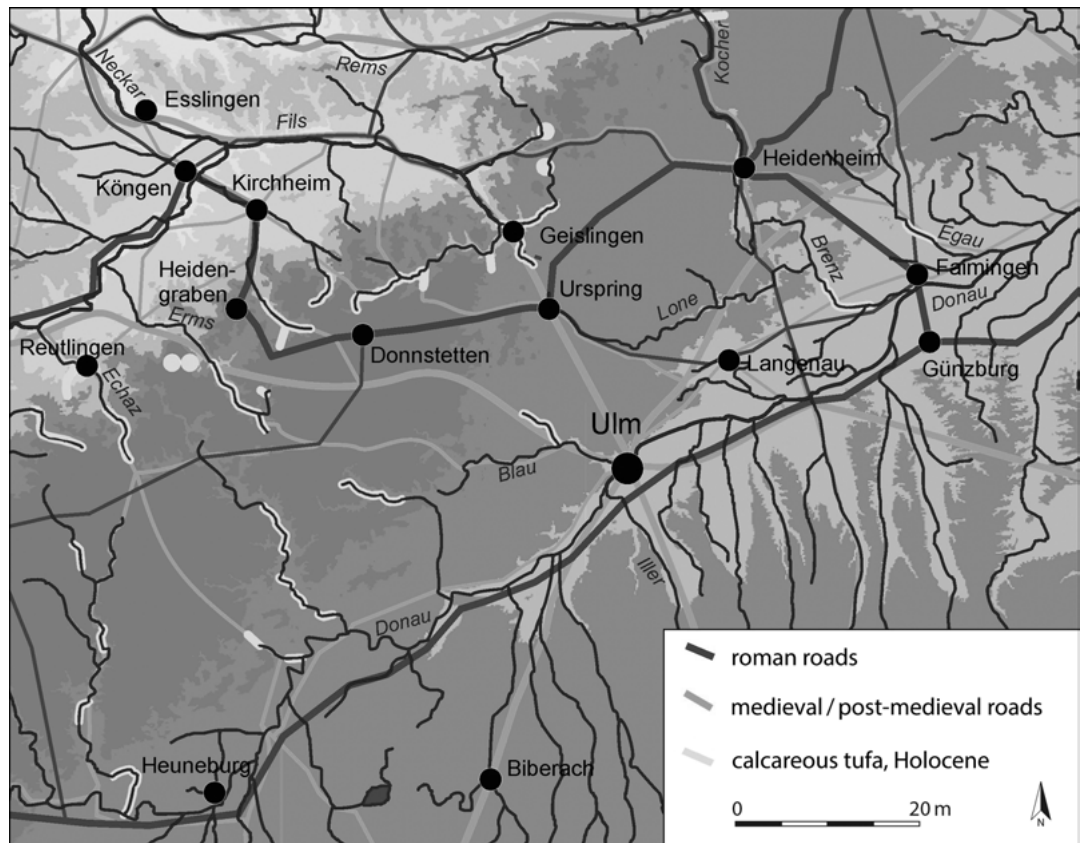 Neckar
Esslingen
Rems
Kocher
Fils
Köngen
Kirchheim
Heidenheim
Geislingen
Egau
Brenz
Heiden-
graben
Faimingen
Erms
Urspring
Lone
Donau
Reutlingen
Donnstetten
Langenau
Günzburg
Echaz
Ulm
Blau
Iller
Donau
Heuneburg
Biberach
roman roads
medieval / post-medieval roads
calcareous tufa, Holocene
0 20 m
N